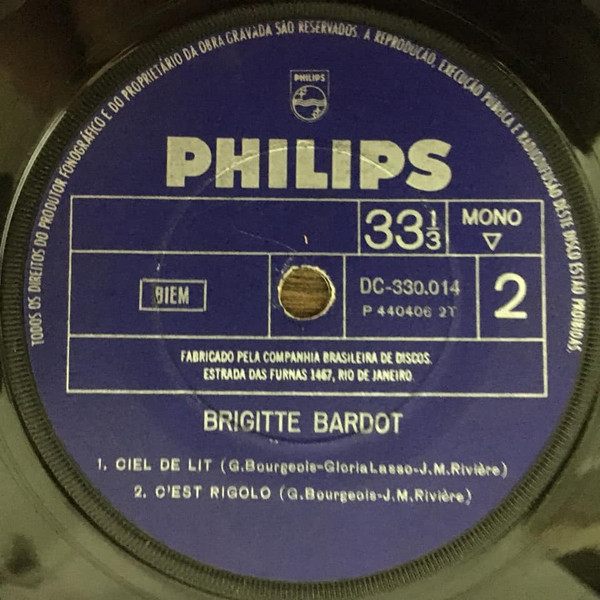 TODOS OS DIREITOS DO PRODUTOR FONOGRÁFICO E DO PROPRIETÁRIO DA OBRA GRAVADA SÃO RESERVADOS. A REPRODUÇÃO, EXECUÇÃO PÚBLICA E RADIODIFUSÃO DESTE DISCO ESTÃO PROIBIDAS.
PHILIPS
PHILIPS
33 1/3
MONO
BIEM
DC-330.014
P 440406 2T
2
FABRICADO PELA COMPANHIA BRASILEIRA DE DISCOS.
ESTRADA DAS FURNAS 1467, RIO DE JANEIRO
BRIGITTE BARDOT
1. CIEL DE LIT (G.Bourgeois-Gloria Lasso-J.M.Rivière)
2. C'EST RIGOLO (G.Bourgeois-J.M.Rivière)